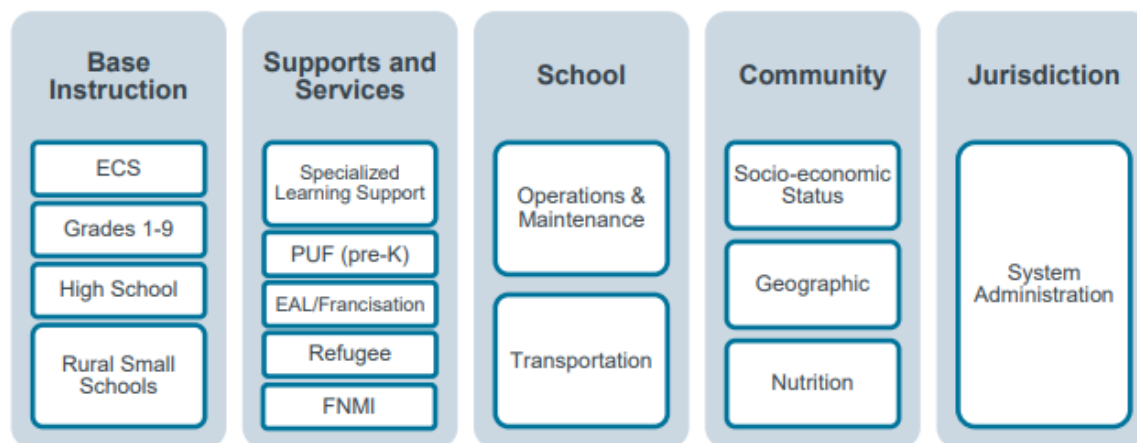 Base
Instruction
ECS
Grades 1-9
High School
Rural Small
Schools
Supports and
Services
Specialized
Learning Support
PUF (pre-K)
EAL/Francisation
Refugee
FNMI
School
Operations &
Maintenance
Transportation
Community
Socio-economic
Status
Geographic
Nutrition
Jurisdiction
System
Administration